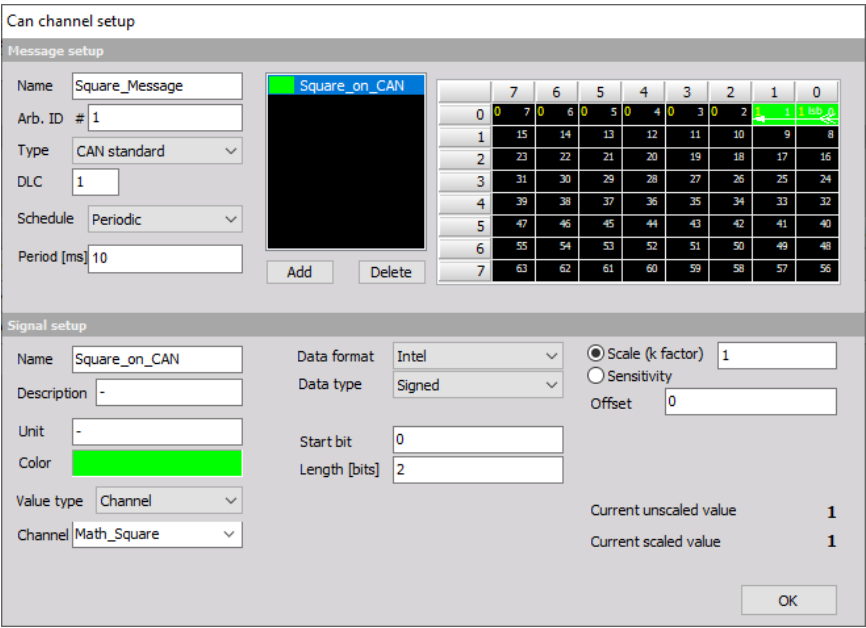 Can channel setup
Message setup
Name Square_Message
Arb. ID # 1
Type CAN standard
DLC 1
Schedule Periodic
Period [ms] 10
Square_on_CAN
Add Delete
7 6 5 4 3 2 1 0
0 0 7 0 6 0 5 0 4 0 3 0 2 1 1 1 lsb 0
1 15 14 13 12 11 10 9 8
2 23 22 21 20 19 18 17 16
3 31 30 29 28 27 26 25 24
4 39 38 37 36 35 34 33 32
5 47 46 45 44 43 42 41 40
6 55 54 53 52 51 50 49 48
7 63 62 61 60 59 58 57 56
Signal setup
Name Square_on_CAN
Description -
Unit -
Color
Value type Channel
Channel Math_Square
Data format Intel
Data type Signed
Start bit 0
Length [bits] 2
Scale (k factor) 1
Sensitivity
Offset 0
Current unscaled value 1
Current scaled value 1
OK